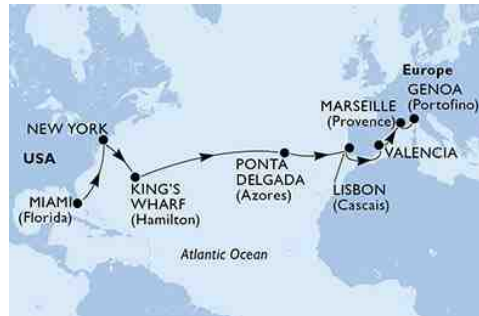 Europe
GENOA
(Portofino)
MARSEILLE
(Provence)
NEW YORK
VALENCIA
USA
PONTA
DELGADA
(Azores)
KING'S
WHARF
(Hamilton)
LISBON
(Cascais)
MIAMI
(Florida)
Atlantic Ocean